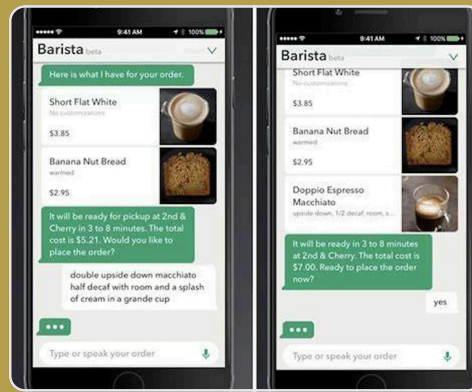 9:41 AM
100%
Barista beta
Here is what I have for your order.
Short Flat White
No customizations
$3.85
Banana Nut Bread
warmed
$2.95
It will be ready for pickup at 2nd &
Cherry in 3 to 8 minutes. The total
cost is $5.21. Would you like to
place the order?
double upside down macchiato
half decaf with room and a splash
of cream in a grande cup
Type or speak your order
9:41 AM
100%
Barista beta
Short Flat White
No customizations
$3.85
Banana Nut Bread
warmed
$2.95
Doppio Espresso
Macchiato
upside down, 1/2 decaf, room, s...
It will be ready in 3 to 8 minutes
at 2nd & Cherry. The total cost is
$7.00. Ready to place the order
now?
yes
Type or speak your order